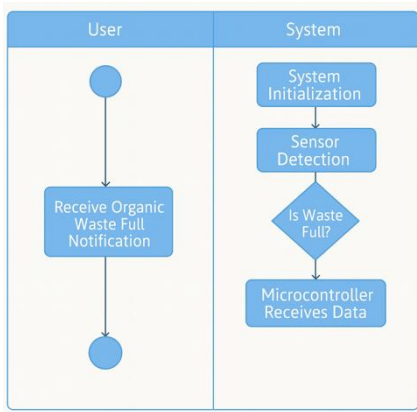 User
System
Receive Organic
Waste Full
Notification
System
Initialization
Sensor
Detection
Is Waste
Full?
Microcontroller
Receives Data